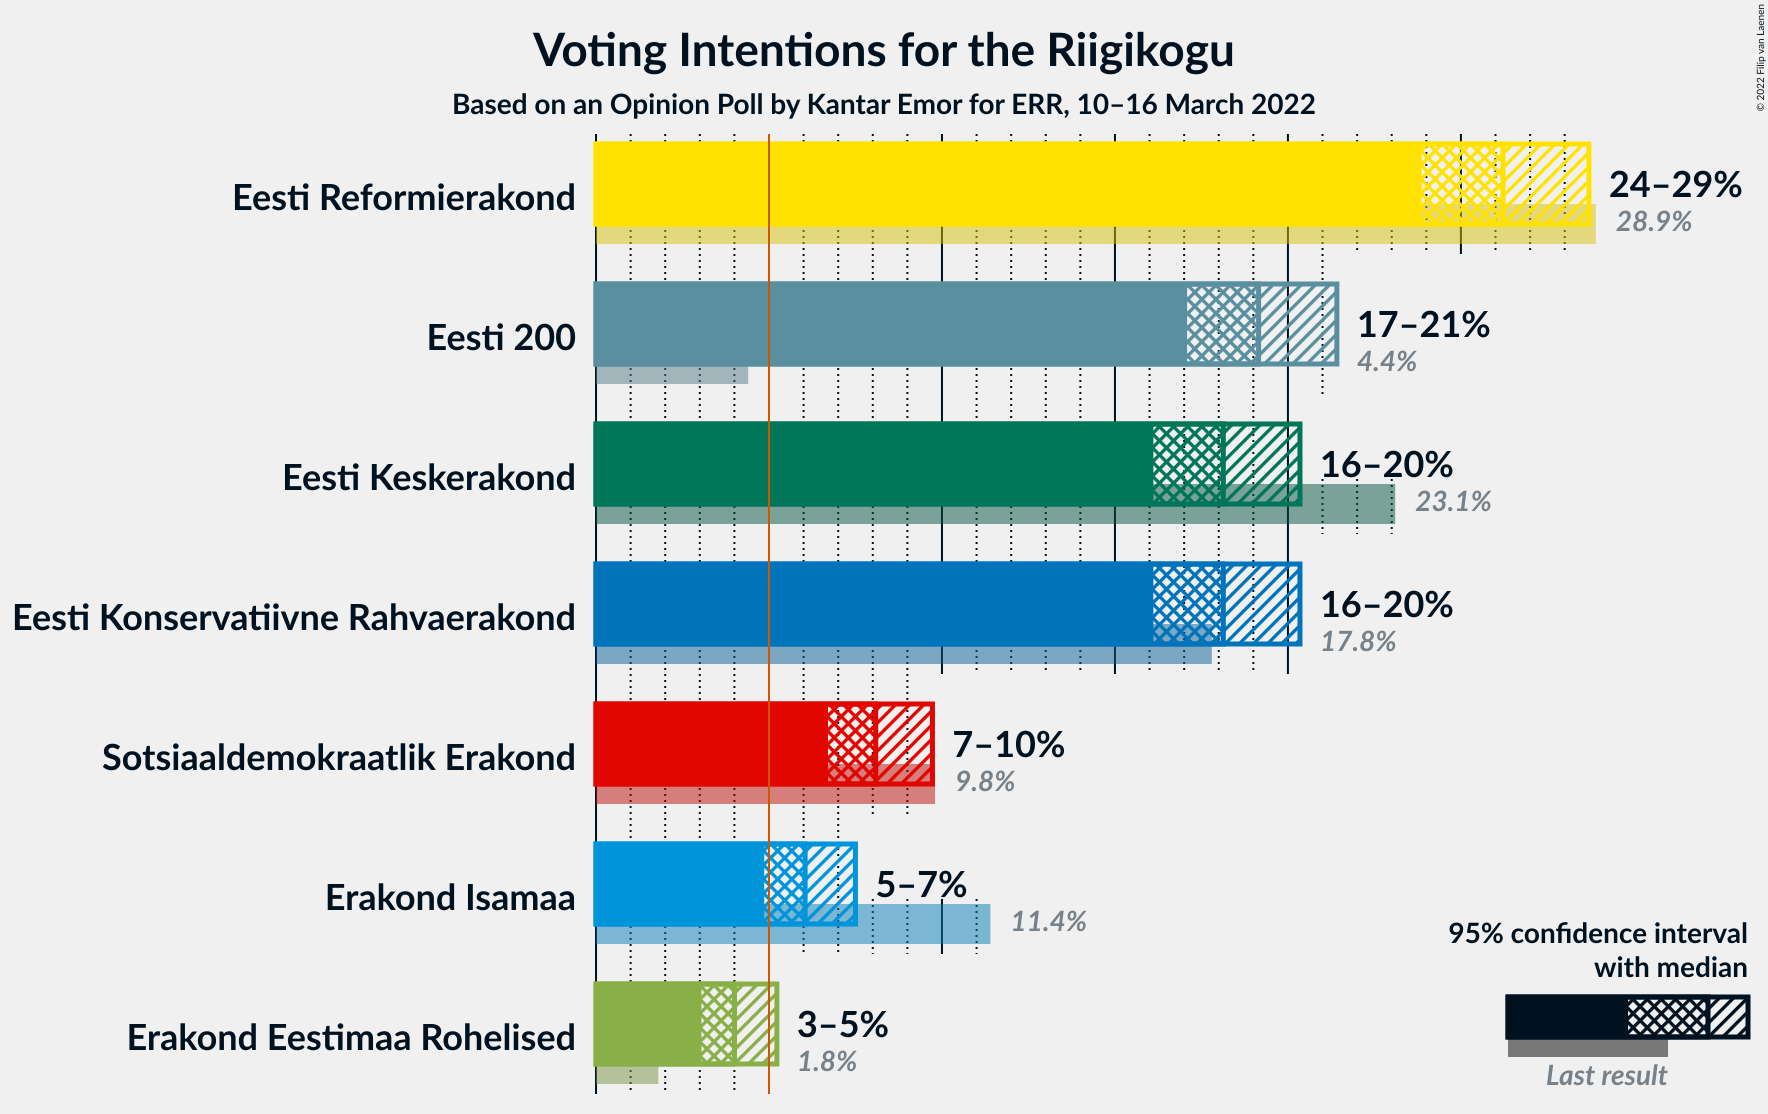 Voting Intentions for the Riigikogu
Based on an Opinion Poll by Kantar Emor for ERR, 10–16 March 2022
© 2022 Filip van Laenen
Eesti Reformierakond
24–29%
28.9%
Eesti 200
17–21%
4.4%
Eesti Keskerakond
16–20%
23.1%
Eesti Konservatiivne Rahvaerakond
16–20%
17.8%
Sotsiaaldemokraatlik Erakond
7–10%
9.8%
Erakond Isamaa
5–7%
11.4%
Erakond Eestimaa Rohelised
3–5%
1.8%
95% confidence interval
with median
Last result